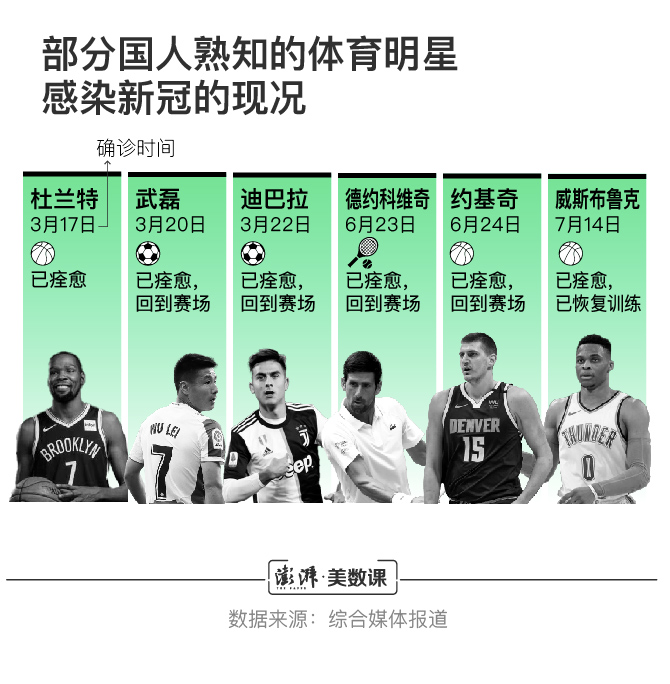 部分国人熟知的体育明星
感染新冠的现况
确诊时间
杜兰特
3月17日
已痊愈
武磊
3月20日
已痊愈，
回到赛场
迪巴拉
3月22日
已痊愈，
回到赛场
德约科维奇
6月23日
已痊愈，
回到赛场
约基奇
6月24日
已痊愈，
回到赛场
威斯布鲁克
7月14日
已痊愈，
已恢复训练
BROOKLYN
7
WU LEI
7
Jeep
DENVER
15
THUNDER
0
澎湃·美数课
THE PAPER
数据来源：综合媒体报道